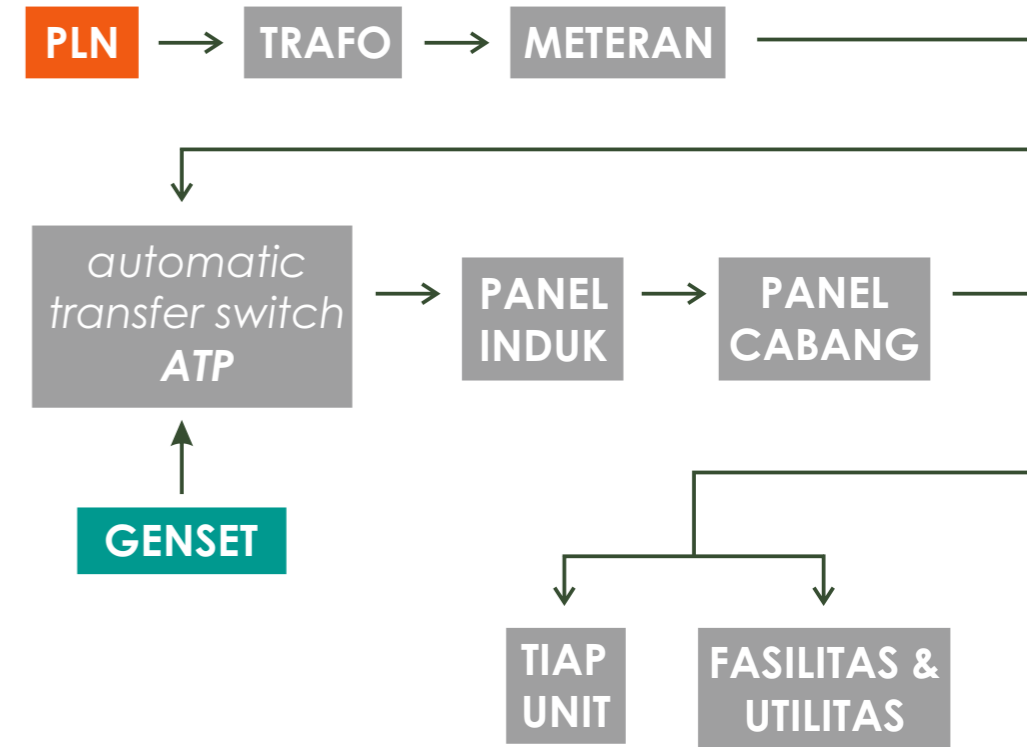 PLN
TRAFO
METERAN
automatic
transfer switch
ATP
PANEL
INDUK
PANEL
CABANG
GENSET
TIAP
UNIT
FASILITAS &
UTILITAS